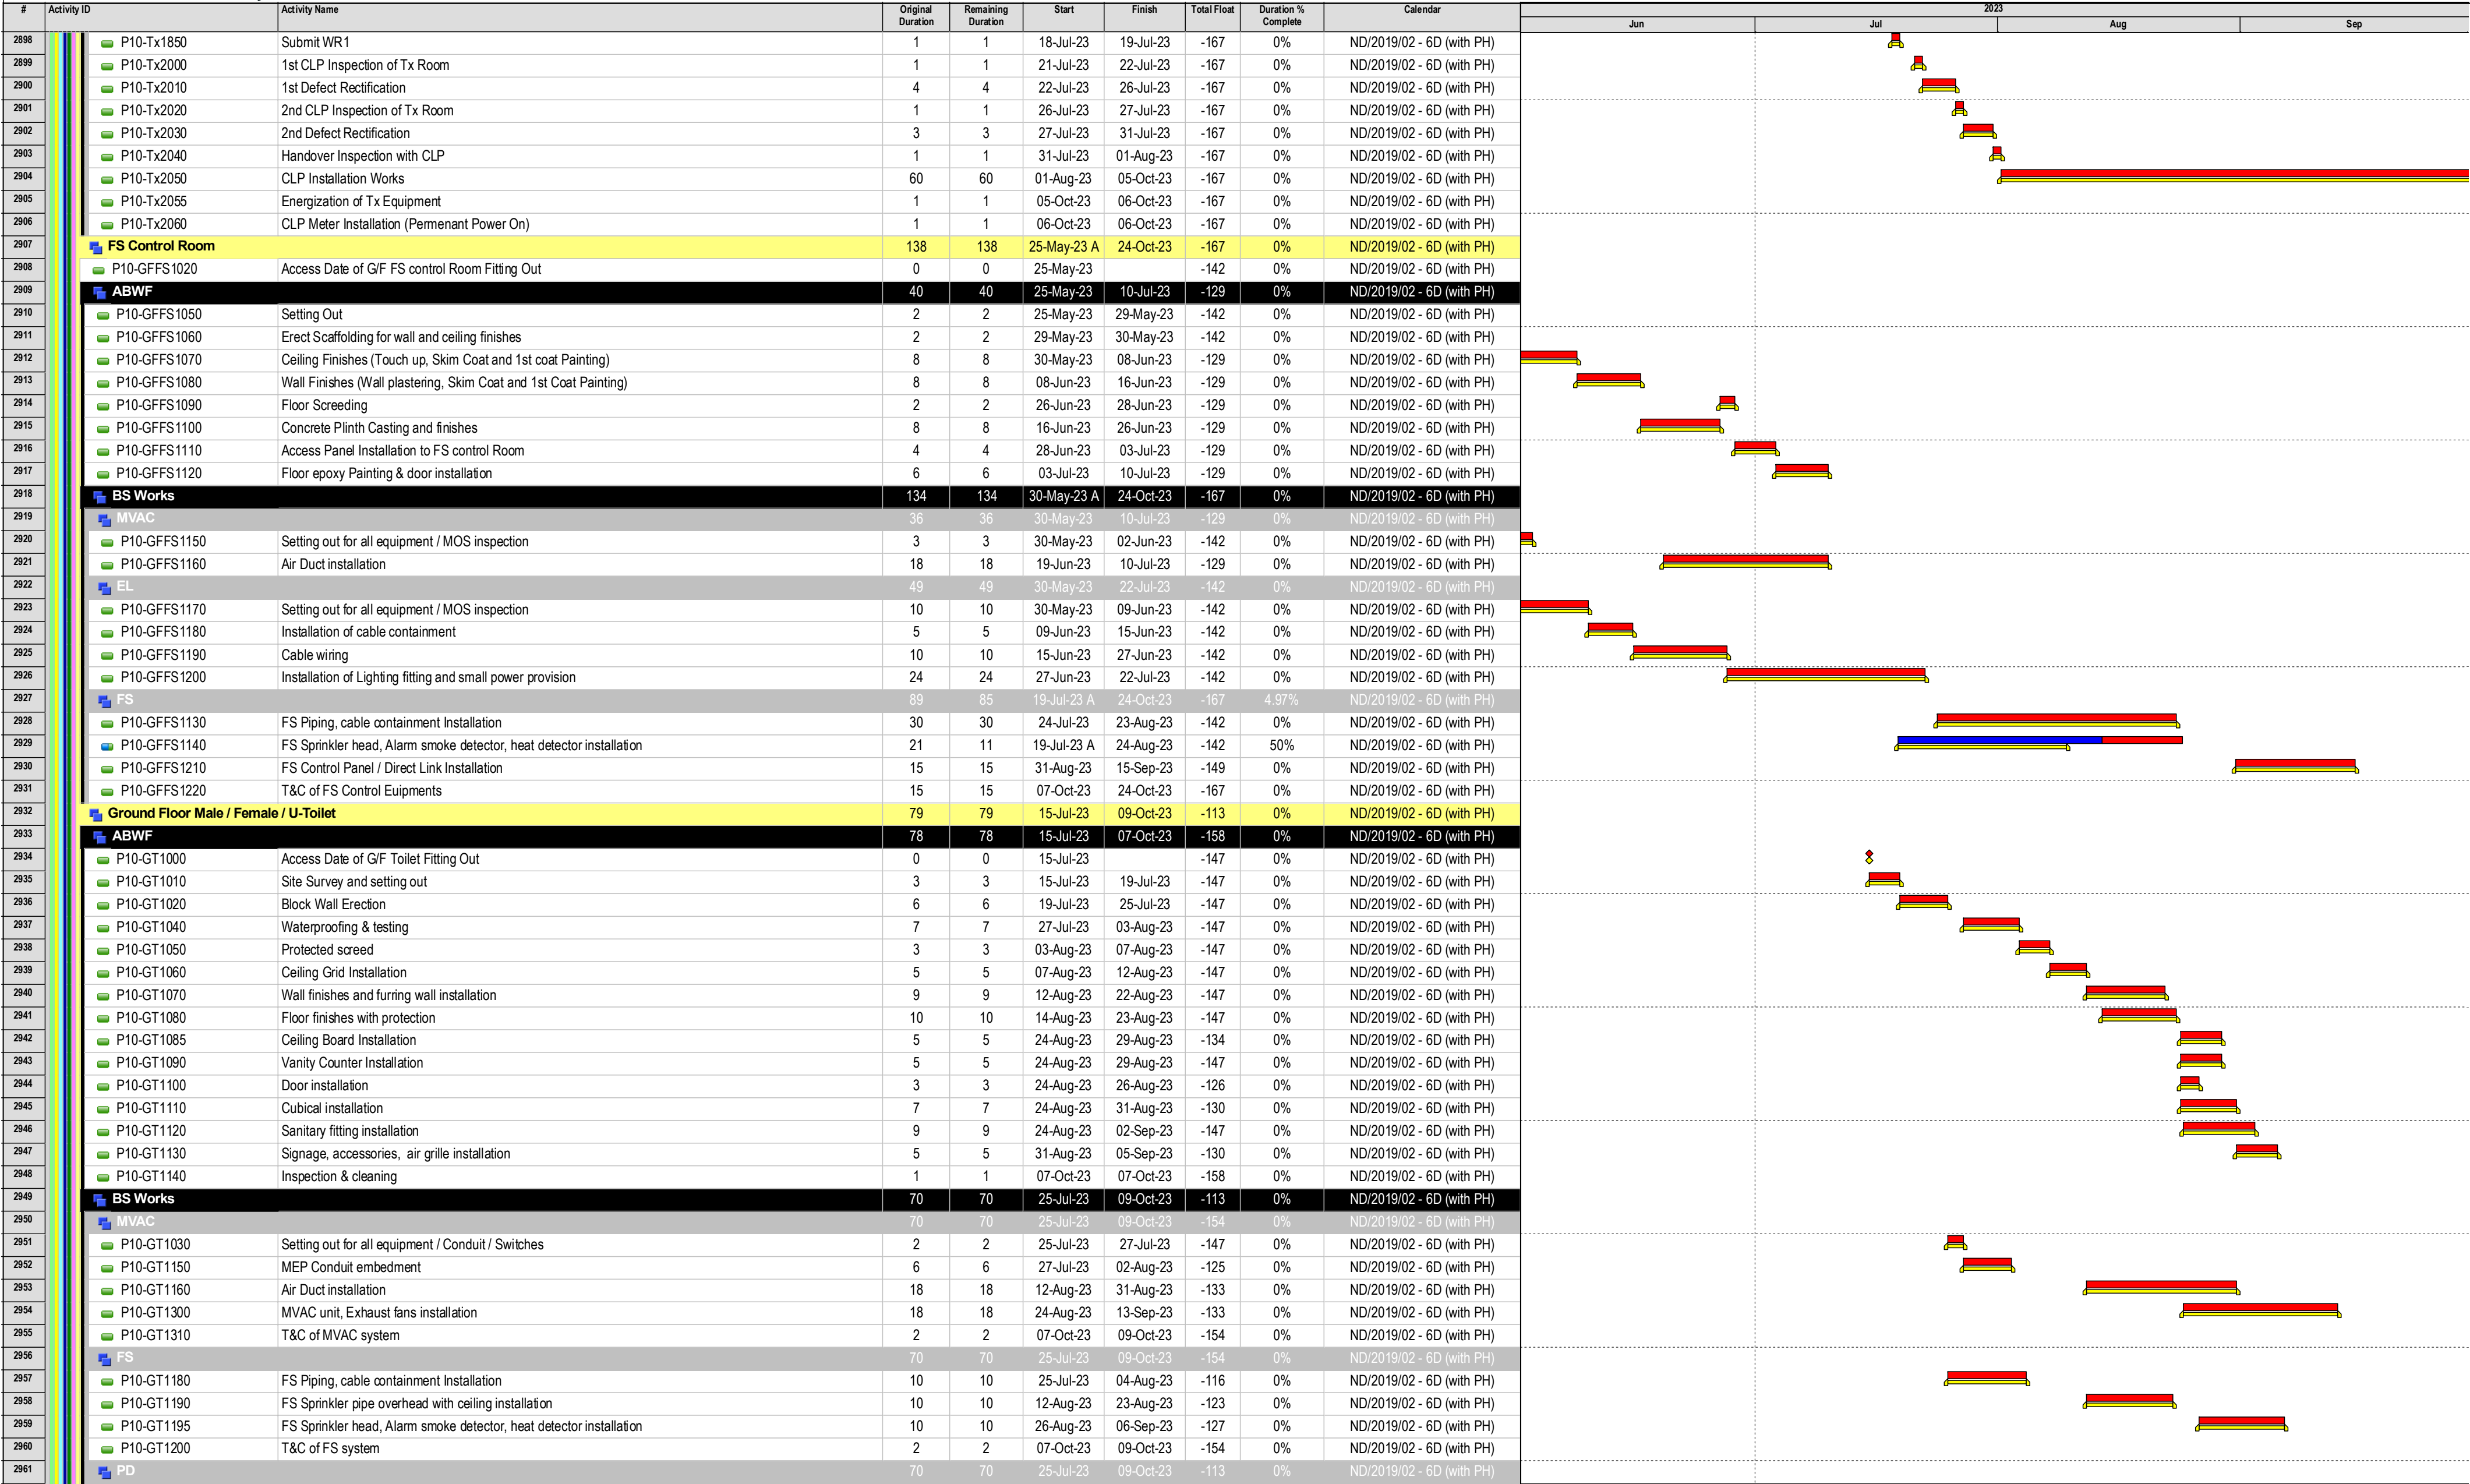 # Activity ID Activity Name Original Duration Remaining Duration Start Finish Total Float Duration % Complete Calendar 2023
Jun Jul Aug Sep
2898 P10-Tx1850 Submit WR1 1 1 18-Jul-23 19-Jul-23 -167 0% ND/2019/02 - 6D (with PH)
2899 P10-Tx2000 1st CLP Inspection of Tx Room 1 1 21-Jul-23 22-Jul-23 -167 0% ND/2019/02 - 6D (with PH)
2900 P10-Tx2010 1st Defect Rectification 4 4 22-Jul-23 26-Jul-23 -167 0% ND/2019/02 - 6D (with PH)
2901 P10-Tx2020 2nd CLP Inspection of Tx Room 1 1 26-Jul-23 27-Jul-23 -167 0% ND/2019/02 - 6D (with PH)
2902 P10-Tx2030 2nd Defect Rectification 3 3 27-Jul-23 31-Jul-23 -167 0% ND/2019/02 - 6D (with PH)
2903 P10-Tx2040 Handover Inspection with CLP 1 1 31-Jul-23 01-Aug-23 -167 0% ND/2019/02 - 6D (with PH)
2904 P10-Tx2050 CLP Installation Works 60 60 01-Aug-23 05-Oct-23 -167 0% ND/2019/02 - 6D (with PH)
2905 P10-Tx2055 Energization of Tx Equipment 1 1 05-Oct-23 06-Oct-23 -167 0% ND/2019/02 - 6D (with PH)
2906 P10-Tx2060 CLP Meter Installation (Permenant Power On) 1 1 06-Oct-23 06-Oct-23 -167 0% ND/2019/02 - 6D (with PH)
2907 FS Control Room 138 138 25-May-23 A 24-Oct-23 -167 0% ND/2019/02 - 6D (with PH)
2908 P10-GFFS1020 Access Date of G/F FS control Room Fitting Out 0 0 25-May-23 -142 0% ND/2019/02 - 6D (with PH)
2909 ABWF 40 40 25-May-23 10-Jul-23 -129 0% ND/2019/02 - 6D (with PH)
2910 P10-GFFS1050 Setting Out 2 2 25-May-23 29-May-23 -142 0% ND/2019/02 - 6D (with PH)
2911 P10-GFFS1060 Erect Scaffolding for wall and ceiling finishes 2 2 29-May-23 30-May-23 -142 0% ND/2019/02 - 6D (with PH)
2912 P10-GFFS1070 Ceiling Finishes (Touch up, Skim Coat and 1st coat Painting) 8 8 30-May-23 08-Jun-23 -129 0% ND/2019/02 - 6D (with PH)
2913 P10-GFFS1080 Wall Finishes (Wall plastering, Skim Coat and 1st Coat Painting) 8 8 08-Jun-23 16-Jun-23 -129 0% ND/2019/02 - 6D (with PH)
2914 P10-GFFS1090 Floor Screeding 2 2 26-Jun-23 28-Jun-23 -129 0% ND/2019/02 - 6D (with PH)
2915 P10-GFFS1100 Concrete Plinth Casting and finishes 8 8 16-Jun-23 26-Jun-23 -129 0% ND/2019/02 - 6D (with PH)
2916 P10-GFFS1110 Access Panel Installation to FS control Room 4 4 28-Jun-23 03-Jul-23 -129 0% ND/2019/02 - 6D (with PH)
2917 P10-GFFS1120 Floor epoxy Painting & door installation 6 6 03-Jul-23 10-Jul-23 -129 0% ND/2019/02 - 6D (with PH)
2918 BS Works 134 134 30-May-23 A 24-Oct-23 -167 0% ND/2019/02 - 6D (with PH)
2919 MVAC 36 36 30-May-23 10-Jul-23 -129 0% ND/2019/02 - 6D (with PH)
2920 P10-GFFS1150 Setting out for all equipment / MOS inspection 3 3 30-May-23 02-Jun-23 -142 0% ND/2019/02 - 6D (with PH)
2921 P10-GFFS1160 Air Duct installation 18 18 19-Jun-23 10-Jul-23 -129 0% ND/2019/02 - 6D (with PH)
2922 EL 49 49 30-May-23 22-Jul-23 -142 0% ND/2019/02 - 6D (with PH)
2923 P10-GFFS1170 Setting out for all equipment / MOS inspection 10 10 30-May-23 09-Jun-23 -142 0% ND/2019/02 - 6D (with PH)
2924 P10-GFFS1180 Installation of cable containment 5 5 09-Jun-23 15-Jun-23 -142 0% ND/2019/02 - 6D (with PH)
2925 P10-GFFS1190 Cable wiring 10 10 15-Jun-23 27-Jun-23 -142 0% ND/2019/02 - 6D (with PH)
2926 P10-GFFS1200 Installation of Lighting fitting and small power provision 24 24 27-Jun-23 22-Jul-23 -142 0% ND/2019/02 - 6D (with PH)
2927 FS 89 85 19-Jul-23 A 24-Oct-23 -167 4.97% ND/2019/02 - 6D (with PH)
2928 P10-GFFS1130 FS Piping, cable containment Installation 30 30 24-Jul-23 23-Aug-23 -142 0% ND/2019/02 - 6D (with PH)
2929 P10-GFFS1140 FS Sprinkler head, Alarm smoke detector, heat detector installation 21 11 19-Jul-23 A 24-Aug-23 -142 50% ND/2019/02 - 6D (with PH)
2930 P10-GFFS1210 FS Control Panel / Direct Link Installation 15 15 31-Aug-23 15-Sep-23 -149 0% ND/2019/02 - 6D (with PH)
2931 P10-GFFS1220 T&C of FS Control Euipments 15 15 07-Oct-23 24-Oct-23 -167 0% ND/2019/02 - 6D (with PH)
2932 Ground Floor Male / Female / U-Toilet 79 79 15-Jul-23 09-Oct-23 -113 0% ND/2019/02 - 6D (with PH)
2933 ABWF 78 78 15-Jul-23 07-Oct-23 -158 0% ND/2019/02 - 6D (with PH)
2934 P10-GT1000 Access Date of G/F Toilet Fitting Out 0 0 15-Jul-23 -147 0% ND/2019/02 - 6D (with PH)
2935 P10-GT1010 Site Survey and setting out 3 3 15-Jul-23 19-Jul-23 -147 0% ND/2019/02 - 6D (with PH)
2936 P10-GT1020 Block Wall Erection 6 6 19-Jul-23 25-Jul-23 -147 0% ND/2019/02 - 6D (with PH)
2937 P10-GT1040 Waterproofing & testing 7 7 27-Jul-23 03-Aug-23 -147 0% ND/2019/02 - 6D (with PH)
2938 P10-GT1050 Protected screed 3 3 03-Aug-23 07-Aug-23 -147 0% ND/2019/02 - 6D (with PH)
2939 P10-GT1060 Ceiling Grid Installation 5 5 07-Aug-23 12-Aug-23 -147 0% ND/2019/02 - 6D (with PH)
2940 P10-GT1070 Wall finishes and furring wall installation 9 9 12-Aug-23 22-Aug-23 -147 0% ND/2019/02 - 6D (with PH)
2941 P10-GT1080 Floor finishes with protection 10 10 14-Aug-23 23-Aug-23 -147 0% ND/2019/02 - 6D (with PH)
2942 P10-GT1085 Ceiling Board Installation 5 5 24-Aug-23 29-Aug-23 -134 0% ND/2019/02 - 6D (with PH)
2943 P10-GT1090 Vanity Counter Installation 5 5 24-Aug-23 29-Aug-23 -147 0% ND/2019/02 - 6D (with PH)
2944 P10-GT1100 Door installation 3 3 24-Aug-23 26-Aug-23 -126 0% ND/2019/02 - 6D (with PH)
2945 P10-GT1110 Cubical installation 7 7 24-Aug-23 31-Aug-23 -130 0% ND/2019/02 - 6D (with PH)
2946 P10-GT1120 Sanitary fitting installation 9 9 24-Aug-23 02-Sep-23 -147 0% ND/2019/02 - 6D (with PH)
2947 P10-GT1130 Signage, accessories, air grille installation 5 5 31-Aug-23 05-Sep-23 -130 0% ND/2019/02 - 6D (with PH)
2948 P10-GT1140 Inspection & cleaning 1 1 07-Oct-23 07-Oct-23 -158 0% ND/2019/02 - 6D (with PH)
2949 BS Works 70 70 25-Jul-23 09-Oct-23 -113 0% ND/2019/02 - 6D (with PH)
2950 MVAC 70 70 25-Jul-23 09-Oct-23 -154 0% ND/2019/02 - 6D (with PH)
2951 P10-GT1030 Setting out for all equipment / Conduit / Switches 2 2 25-Jul-23 27-Jul-23 -147 0% ND/2019/02 - 6D (with PH)
2952 P10-GT1150 MEP Conduit embedment 6 6 27-Jul-23 02-Aug-23 -125 0% ND/2019/02 - 6D (with PH)
2953 P10-GT1160 Air Duct installation 18 18 12-Aug-23 31-Aug-23 -133 0% ND/2019/02 - 6D (with PH)
2954 P10-GT1300 MVAC unit, Exhaust fans installation 18 18 24-Aug-23 13-Sep-23 -133 0% ND/2019/02 - 6D (with PH)
2955 P10-GT1310 T&C of MVAC system 2 2 07-Oct-23 09-Oct-23 -154 0% ND/2019/02 - 6D (with PH)
2956 FS 70 70 25-Jul-23 09-Oct-23 -154 0% ND/2019/02 - 6D (with PH)
2957 P10-GT1180 FS Piping, cable containment Installation 10 10 25-Jul-23 04-Aug-23 -116 0% ND/2019/02 - 6D (with PH)
2958 P10-GT1190 FS Sprinkler pipe overhead with ceiling installation 10 10 12-Aug-23 23-Aug-23 -123 0% ND/2019/02 - 6D (with PH)
2959 P10-GT1195 FS Sprinkler head, Alarm smoke detector, heat detector installation 10 10 26-Aug-23 06-Sep-23 -127 0% ND/2019/02 - 6D (with PH)
2960 P10-GT1200 T&C of FS system 2 2 07-Oct-23 09-Oct-23 -154 0% ND/2019/02 - 6D (with PH)
2961 PD 70 70 25-Jul-23 09-Oct-23 -113 0% ND/2019/02 - 6D (with PH)